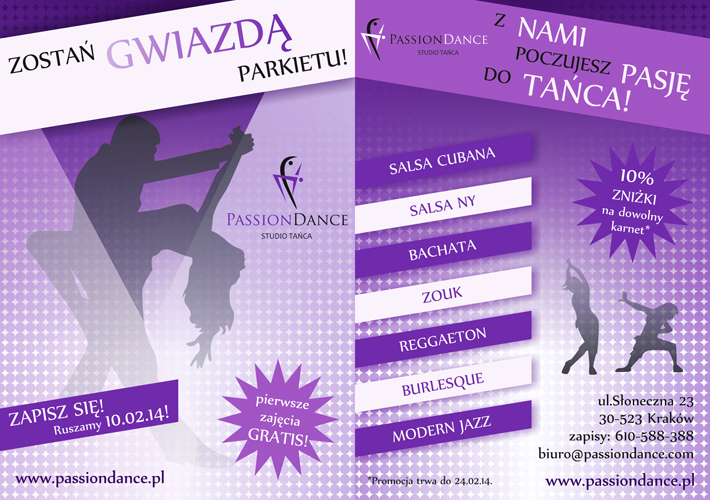 ZOSTAŃ GWIAZDĄ
PARKIETU!
PASSIONDANCE
STUDIO TAŃCA
ZAPISZ SIĘ!
Ruszamy 10.02.14!
pierwsze
zajęcia
GRATIS!
www.passiondance.pl
PASSIONDANCE
STUDIO TAŃCA
Z NAMI
POCZUJESZ PASJĘ
DO TAŃCA!
SALSA CUBANA
SALSA NY
BACHATA
ZOUK
REGGAETON
BURLESQUE
MODERN JAZZ
10%
ZNIŻKI
na dowolny
karnet*
ul.Słoneczna 23
30-523 Kraków
zapisy: 610-588-388
biuro@passiondance.com
*Promocja trwa do 24.02.14.
www.passiondance.pl